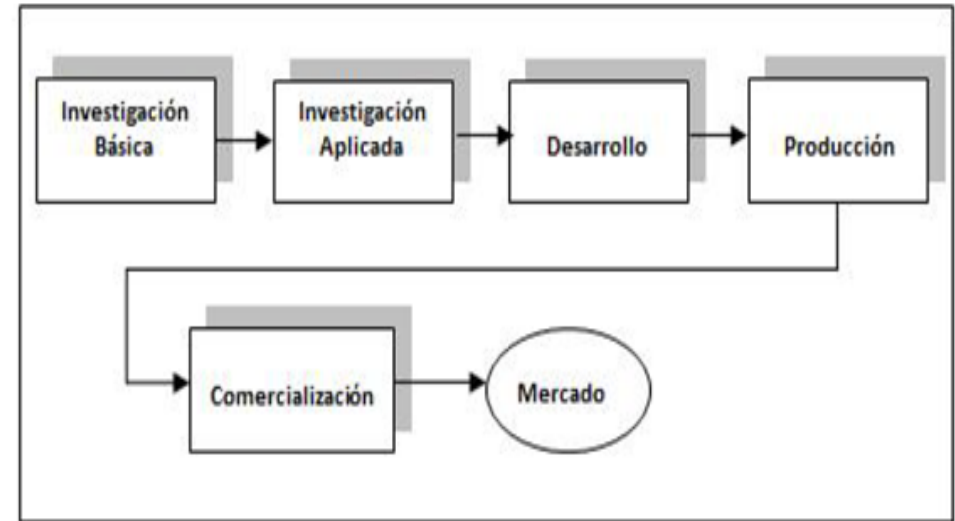 Investigación
Básica
Investigación
Aplicada
Desarrollo
Producción
Comercialización
Mercado